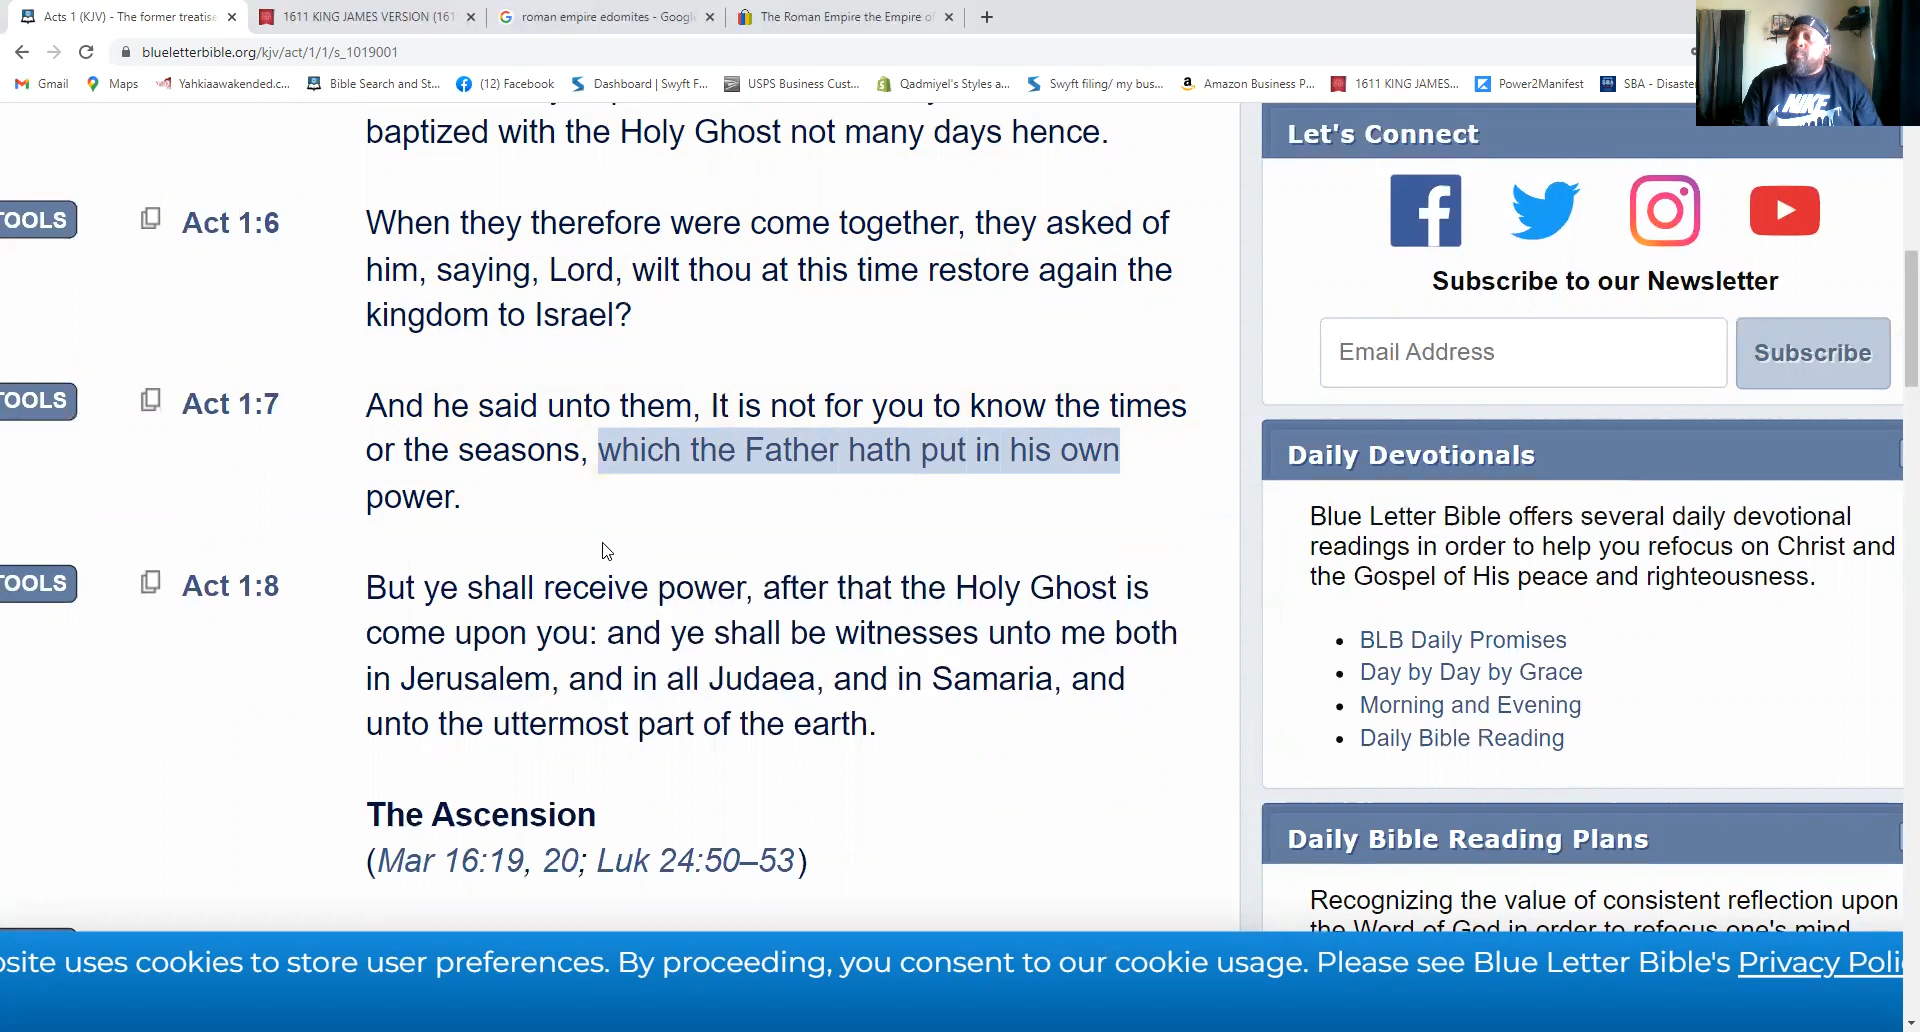 Acts 1 (KJV) - The former treatise
1611 KING JAMES VERSION (161
roman empire edomites - Google
The Roman Empire the Empire of
blueletterbible.org/kjv/act/1/1/s_1019001
Gmail
Maps
Yahkiaawakended.c...
Bible Search and St...
(12) Facebook
Dashboard | Swyft F...
USPS Business Cust...
Qadmiyel's Styles a...
Swyft filing/ my bus...
Amazon Business P...
1611 KING JAMES...
Power2Manifest
SBA - Disaste
NIKE
baptized with the Holy Ghost not many days hence.
TOOLS
Act 1:6
When they therefore were come together, they asked of
him, saying, Lord, wilt thou at this time restore again the
kingdom to Israel?
TOOLS
Act 1:7
And he said unto them, It is not for you to know the times
or the seasons, which the Father hath put in his own
power.
TOOLS
Act 1:8
But ye shall receive power, after that the Holy Ghost is
come upon you: and ye shall be witnesses unto me both
in Jerusalem, and in all Judaea, and in Samaria, and
unto the uttermost part of the earth.
The Ascension
(Mar 16:19, 20; Luk 24:50–53)
Let's Connect
Subscribe to our Newsletter
Email Address
Subscribe
Daily Devotionals
Blue Letter Bible offers several daily devotional
readings in order to help you refocus on Christ and
the Gospel of His peace and righteousness.
BLB Daily Promises
Day by Day by Grace
Morning and Evening
Daily Bible Reading
Daily Bible Reading Plans
Recognizing the value of consistent reflection upon
the Word of God in order to refocus one's mind
bsite uses cookies to store user preferences. By proceeding, you consent to our cookie usage. Please see Blue Letter Bible's Privacy Poli